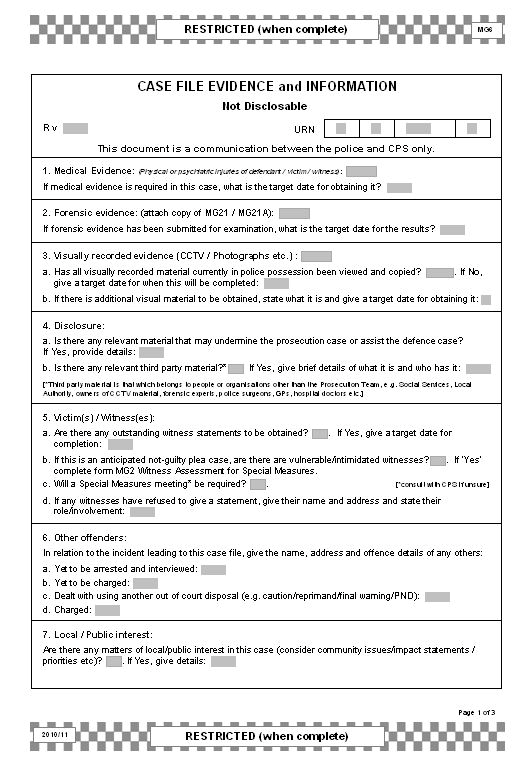 RESTRICTED (when complete)
MG6
CASE FILE EVIDENCE and INFORMATION
Not Disclosable
R v
URN
This document is a communication between the police and CPS only.
1. Medical Evidence: (Physical or psychiatric injuries of defendant / victim / witness):
If medical evidence is required in this case, what is the target date for obtaining it?
2. Forensic evidence: (attach copy of MG21 / MG21A):
If forensic evidence has been submitted for examination, what is the target date for the results?
3. Visually recorded evidence (CCTV / Photographs etc.) :
a. Has all visually recorded material currently in police possession been viewed and copied? . If No,
give a target date for when this will be completed:
b. If there is additional visual material to be obtained, state what it is and give a target date for obtaining it:
4. Disclosure:
a. Is there any relevant material that may undermine the prosecution case or assist the defence case?
If Yes, provide details:
b. Is there any relevant third party material?* If Yes, give brief details of what it is and who has it:
[*Third party material is that which belongs to people or organisations other than the Prosecution Team, e.g. Social Services, Local
Authority, owners of CCTV material, forensic experts, police surgeons, GPs, hospital doctors etc.]
5. Victim(s) / Witness(es):
a. Are there any outstanding witness statements to be obtained? . If Yes, give a target date for
completion:
b. If this is an anticipated not-guilty plea case, are there are vulnerable/intimidated witnesses? . If 'Yes'
complete form MG2 Witness Assessment for Special Measures.
c. Will a Special Measures meeting* be required? . [*consult with CPS if unsure]
d. If any witnesses have refused to give a statement, give their name and address and state their
role/involvement:
6. Other offenders:
In relation to the incident leading to this case file, give the name, address and offence details of any others:
a. Yet to be arrested and interviewed:
b. Yet to be charged:
c. Dealt with using another out of court disposal (e.g. caution/reprimand/final warning/PND):
d. Charged:
7. Local / Public interest:
Are there any matters of local/public interest in this case (consider community issues/impact statements /
priorities etc)? . If Yes, give details:
Page 1 of 3
2010/11
RESTRICTED (when complete)